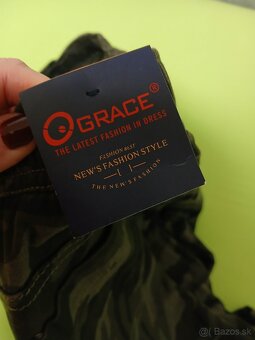 GRACE®
THE LATEST FASHION IN DRESS
FASHION BEST
NEW'S FASHION STYLE
THE NEW'S FASHION
Bazos.sk